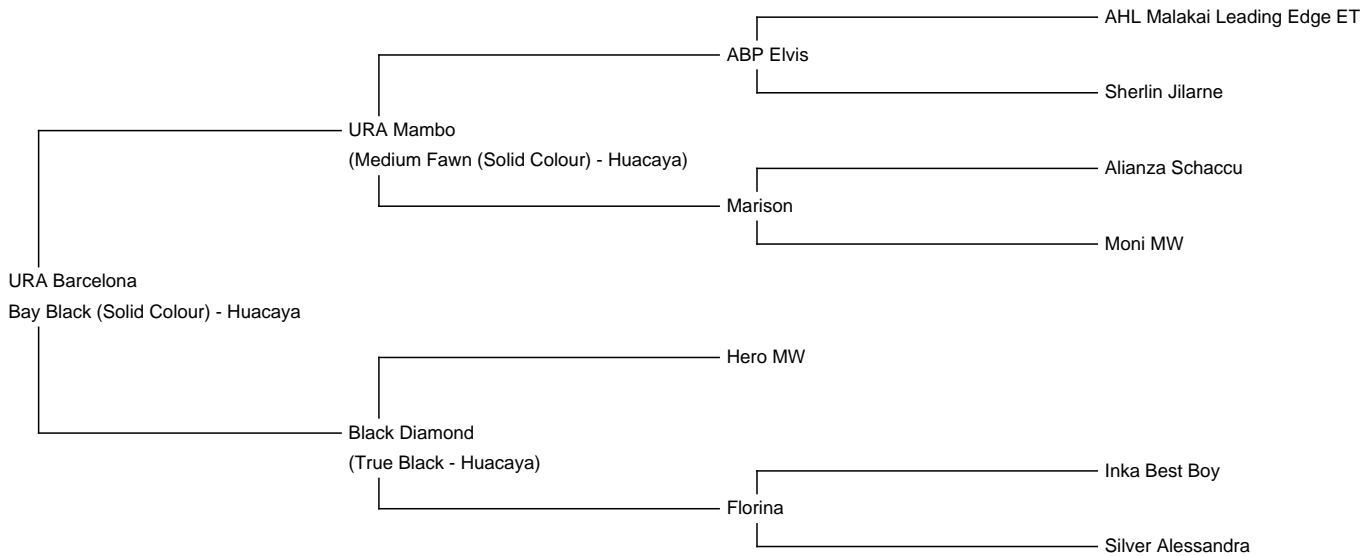 AHL Malakai Leading Edge ET
ABP Elvis
Sherlin Jilarne
URA Mambo
(Medium Fawn (Solid Colour) - Huacaya)
Alianza Schaccu
Marison
Moni MW
URA Barcelona
Bay Black (Solid Colour) - Huacaya
Hero MW
Black Diamond
(True Black - Huacaya)
Inka Best Boy
Florina
Silver Alessandra